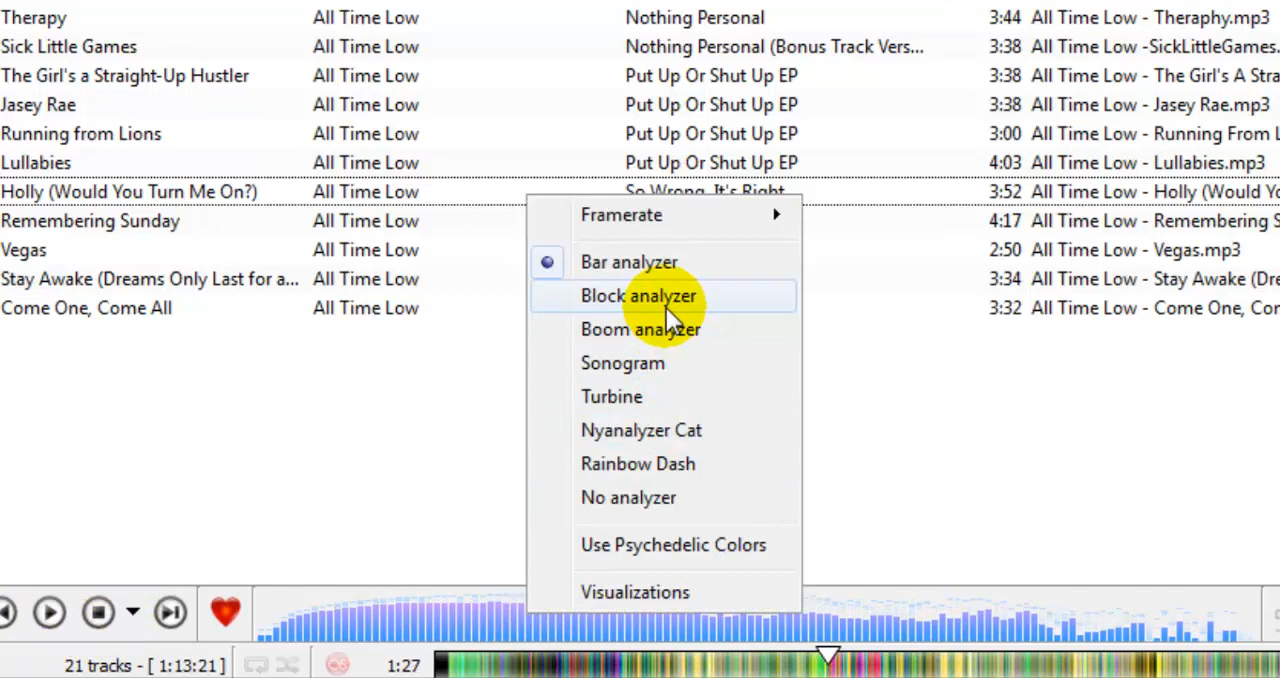 Therapy All Time Low Nothing Personal 3:44 All Time Low - Theraphy.mp3
Sick Little Games All Time Low Nothing Personal (Bonus Track Vers... 3:38 All Time Low -SickLittleGames.
The Girl's a Straight-Up Hustler All Time Low Put Up Or Shut Up EP 3:38 All Time Low - The Girl's A Stra
Jasey Rae All Time Low Put Up Or Shut Up EP 3:38 All Time Low - Jasey Rae.mp3
Running from Lions All Time Low Put Up Or Shut Up EP 3:00 All Time Low - Running From L
Lullabies All Time Low Put Up Or Shut Up EP 4:03 All Time Low - Lullabies.mp3
Holly (Would You Turn Me On?) All Time Low So Wrong, It's Right 3:52 All Time Low - Holly (Would Yo
Remembering Sunday All Time Low 4:17 All Time Low - Remembering S
Vegas All Time Low 2:50 All Time Low - Vegas.mp3
Stay Awake (Dreams Only Last for a... All Time Low 3:34 All Time Low - Stay Awake (Dre
Come One, Come All All Time Low 3:32 All Time Low - Come One, Con
Framerate
Bar analyzer
Block analyzer
Boom analyzer
Sonogram
Turbine
Nyanalyzer Cat
Rainbow Dash
No analyzer
Use Psychedelic Colors
Visualizations
21 tracks - [ 1:13:21 ] 1:27